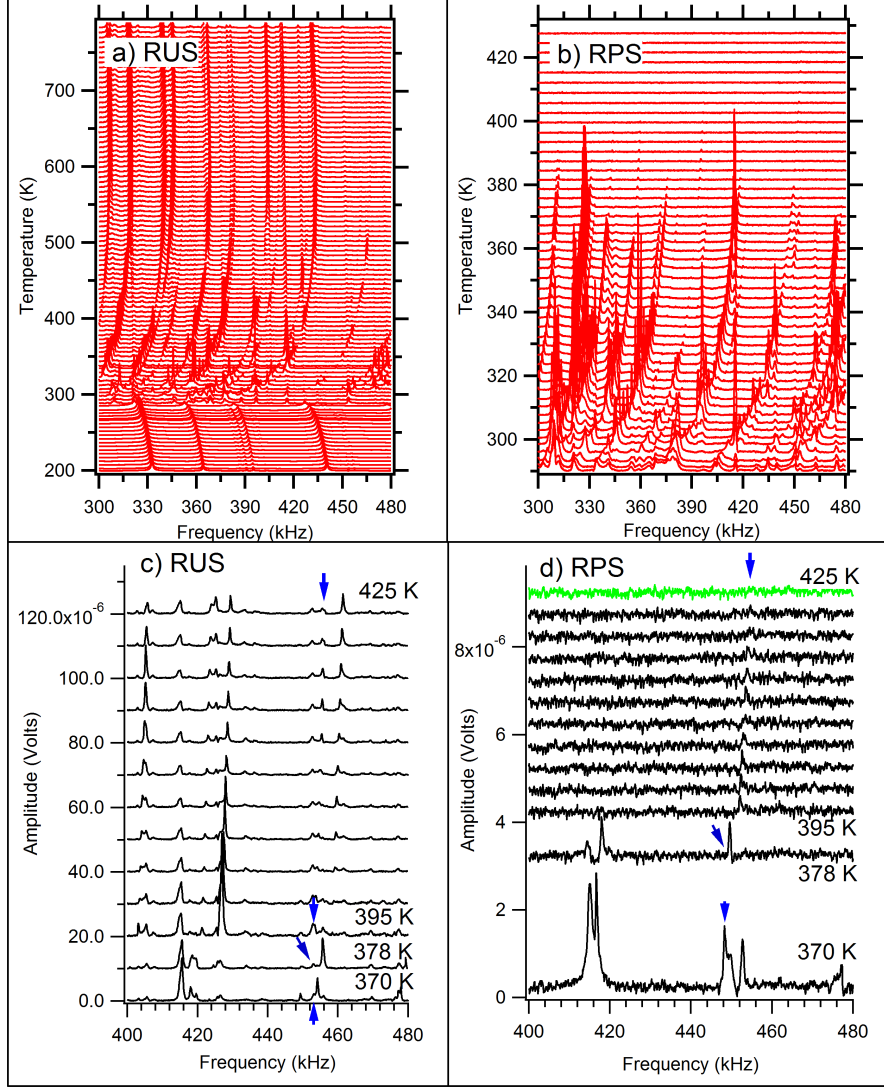 a) RUS
Temperature (K)
700
600
500
400
300
200
300 330 360 390 420 450 480
Frequency (kHz)
b) RPS
Temperature (K)
420
400
380
360
340
320
300
300 330 360 390 420 450 480
Frequency (kHz)
c) RUS
425 K
Amplitude (Volts)
120.0x10-6
100.0
80.0
60.0
40.0
20.0
0.0
395 K
378 K
370 K
400 420 440 460 480
Frequency (kHz)
d) RPS
425 K
Amplitude (Volts)
8x10-6
6
4
2
0
395 K
378 K
370 K
400 420 440 460 480
Frequency (kHz)